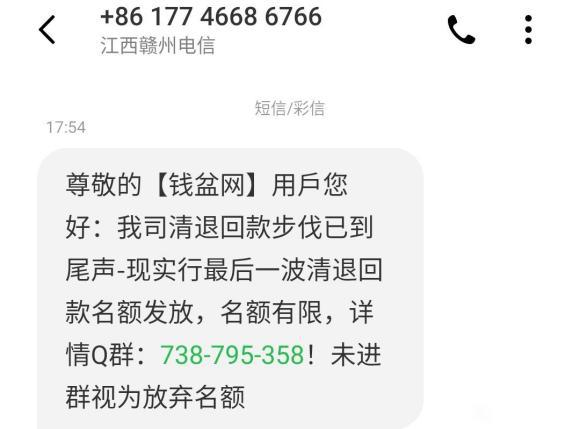 +86 177 4668 6766
江西赣州电信
短信/彩信
17:54
尊敬的【钱盆网】用戶您
好：我司清退回款步伐已到
尾声-现实行最后一波清退回
款名额发放，名额有限，详
情Q群：738-795-358！未进
群视为放弃名额